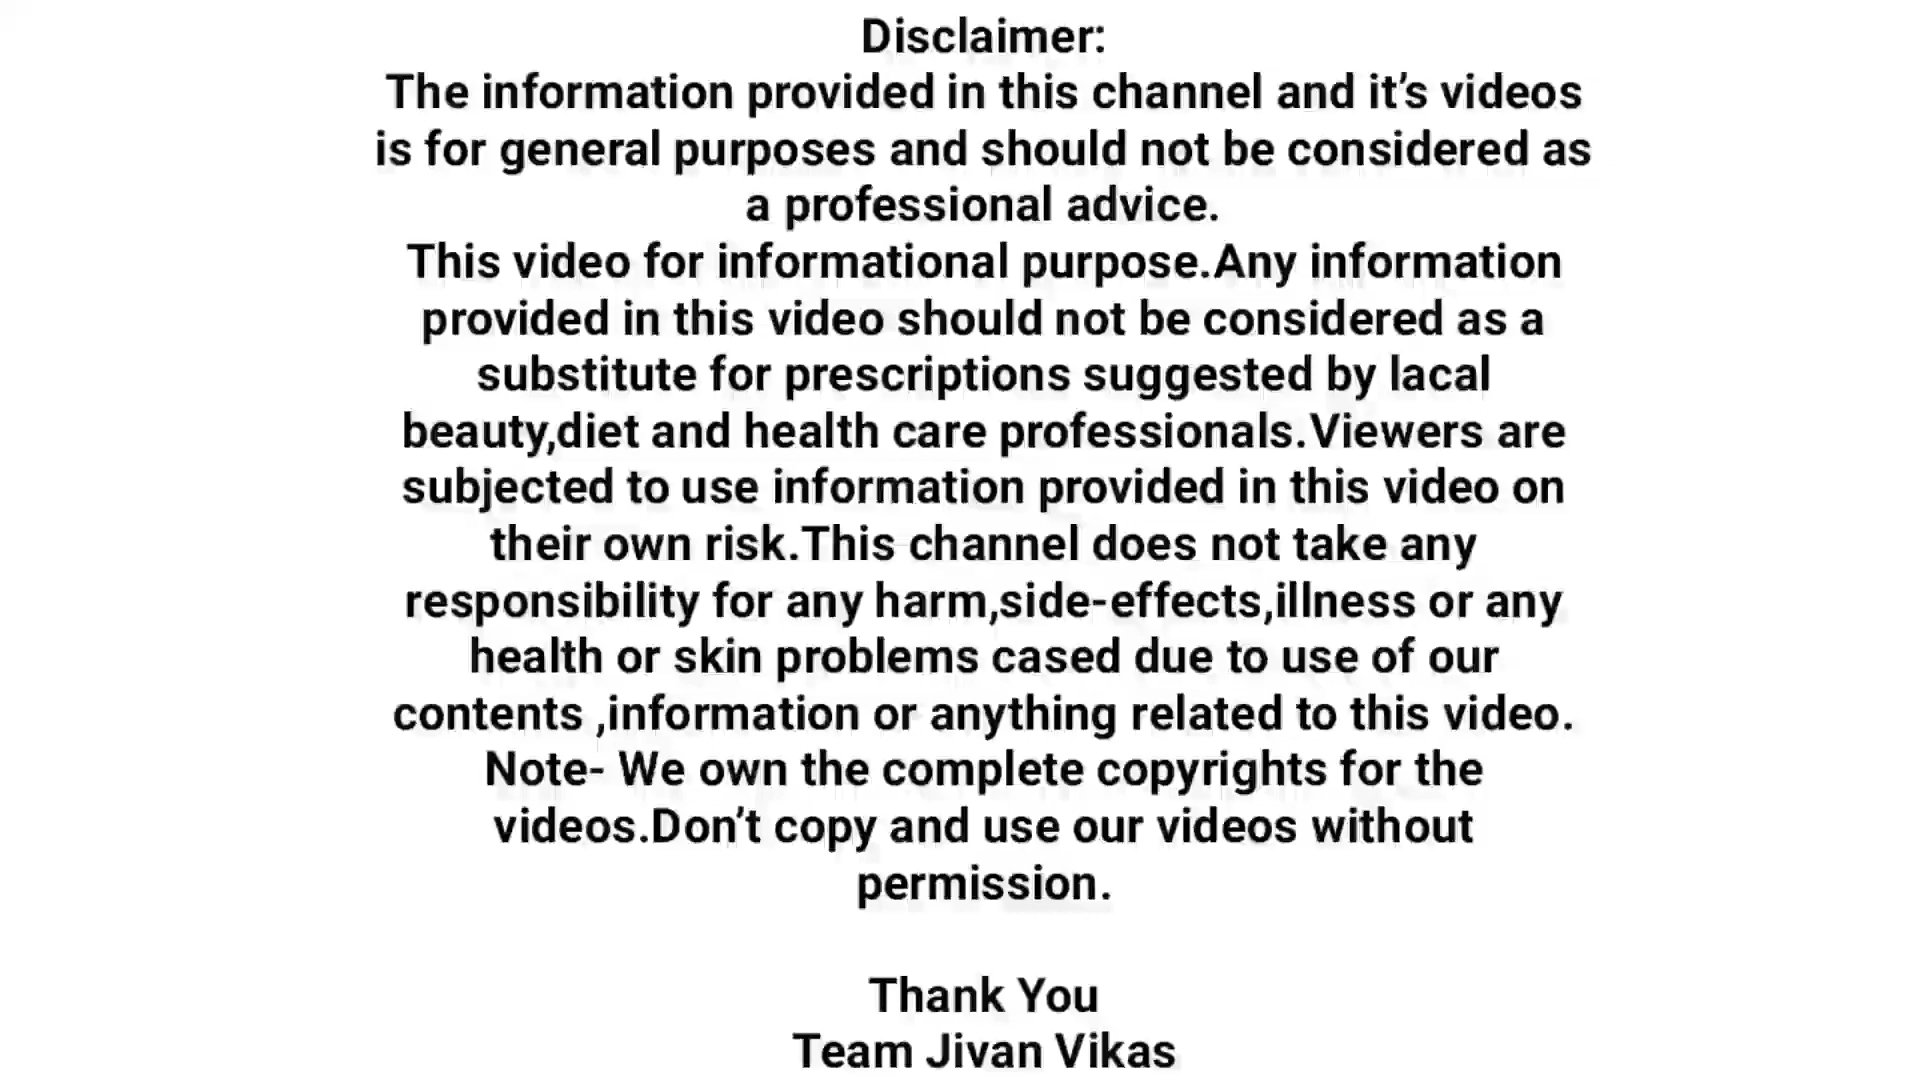 Disclaimer:
The information provided in this channel and it’s videos
is for general purposes and should not be considered as
a professional advice.
This video for informational purpose.Any information
provided in this video should not be considered as a
substitute for prescriptions suggested by lacal
beauty,diet and health care professionals.Viewers are
subjected to use information provided in this video on
their own risk.This channel does not take any
responsibility for any harm,side-effects,illness or any
health or skin problems cased due to use of our
contents ,information or anything related to this video.
Note- We own the complete copyrights for the
videos.Don’t copy and use our videos without
permission.
Thank You
Team Jivan Vikas